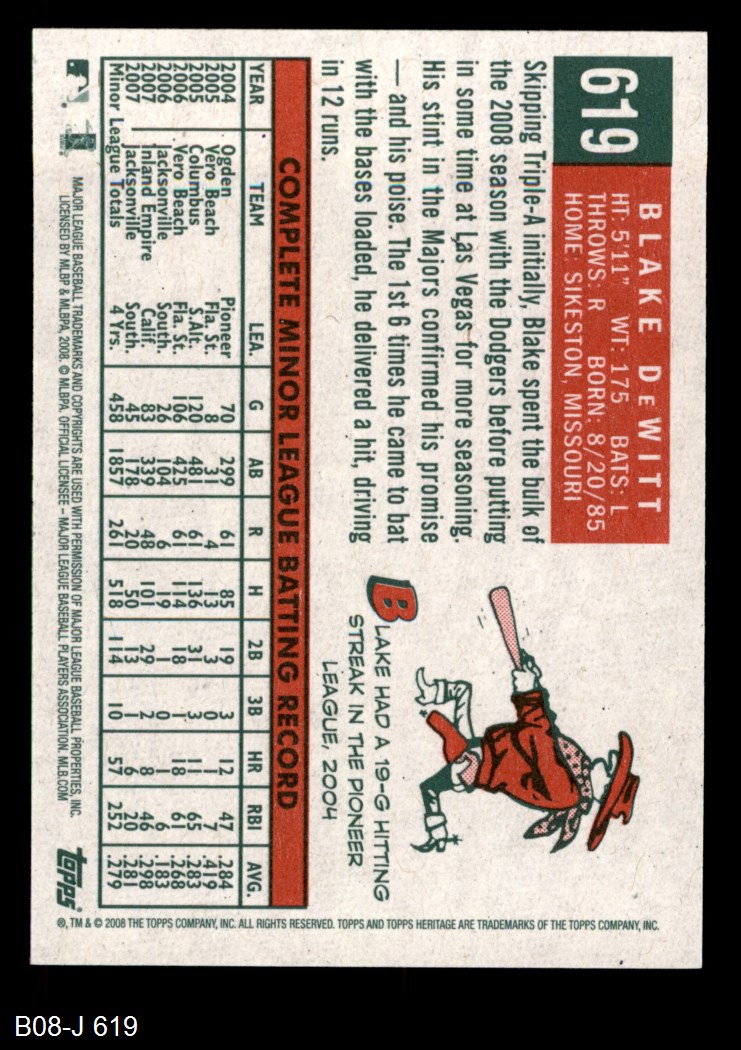 619
BLAKE DeWITT
HT: 5'11" WT: 175 BATS: L
THROWS: R BORN: 8/20/85
HOME: SIKESTON, MISSOURI
Skipping Triple-A initially, Blake spent the bulk of
the 2008 season with the Dodgers before putting
in some time at Las Vegas for more seasoning.
His stint in the Majors confirmed his promise
— and his poise. The 1st 6 times he came to bat
with the bases loaded, he delivered a hit, driving
in 12 runs.
BLAKE HAD A 19-G HITTING
STREAK IN THE PIONEER
LEAGUE, 2004
COMPLETE MINOR LEAGUE BATTING RECORD
YEAR TEAM LEA. G AB R H 2B 3B HR RBI AVG.
2004 Ogden Pioneer 70 299 61 85 19 3 12 47 .284
2005 Vero Beach Fla. St. 8 31 4 13 3 0 1 7 .419
2005 Columbus S.Atl. 120 481 61 136 31 3 11 65 .283
2006 Vero Beach Fla. St. 106 425 61 114 18 1 18 61 .268
2006 Jacksonville South. 26 104 6 19 1 0 1 6 .183
2007 Inland Empire Calif. 83 339 48 101 29 2 8 46 .298
2007 Jacksonville South. 45 178 20 50 13 1 6 20 .281
Minor League Totals 4 Yrs. 458 1857 261 518 114 10 57 252 .279
MAJOR LEAGUE BASEBALL TRADEMARKS AND COPYRIGHTS ARE USED WITH PERMISSION OF MAJOR LEAGUE BASEBALL PROPERTIES, INC.
LICENSED BY MLBP & MLBPA, 2008. © MLBPA. OFFICIAL LICENSEE – MAJOR LEAGUE BASEBALL PLAYERS ASSOCIATION. MLB.COM
topps
®, TM & © 2008 THE TOPPS COMPANY, INC. ALL RIGHTS RESERVED. TOPPS AND TOPPS HERITAGE ARE TRADEMARKS OF THE TOPPS COMPANY, INC.
B08-J 619